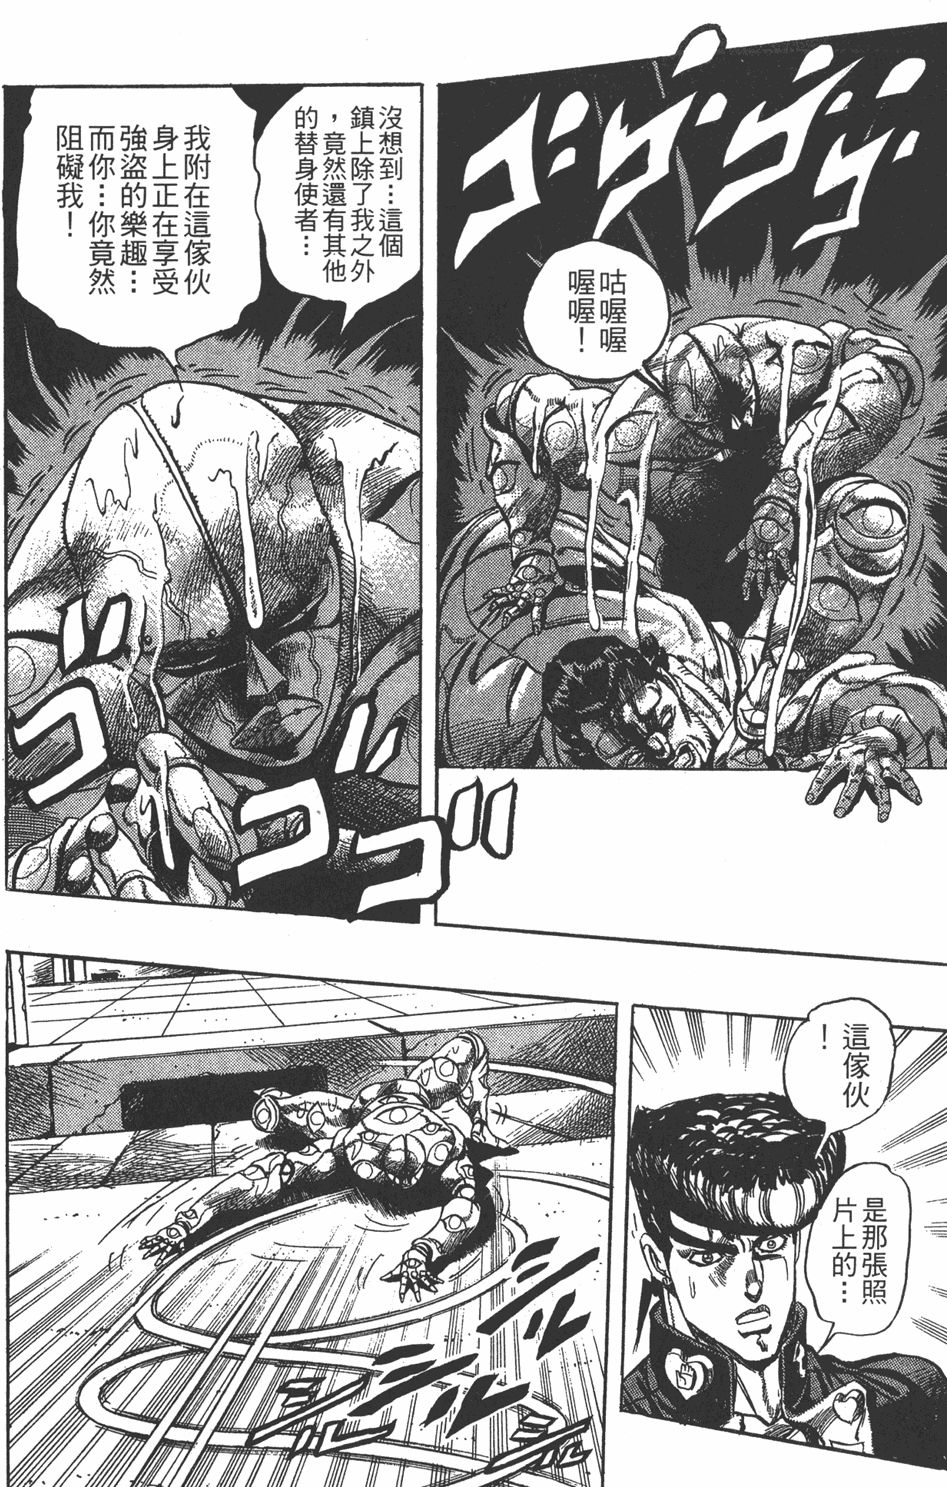 ゴゴゴゴ
咕喔喔
喔喔！
沒想到…這個
鎮上除了我之外
，竟然還有其他
的替身使者…
我附在這傢伙
身上正在享受
強盜的樂趣…
而你…你竟然
阻礙我！
ゴゴゴゴ
這傢伙
！
是那張照
片上的…
シュル
シュル
シュル